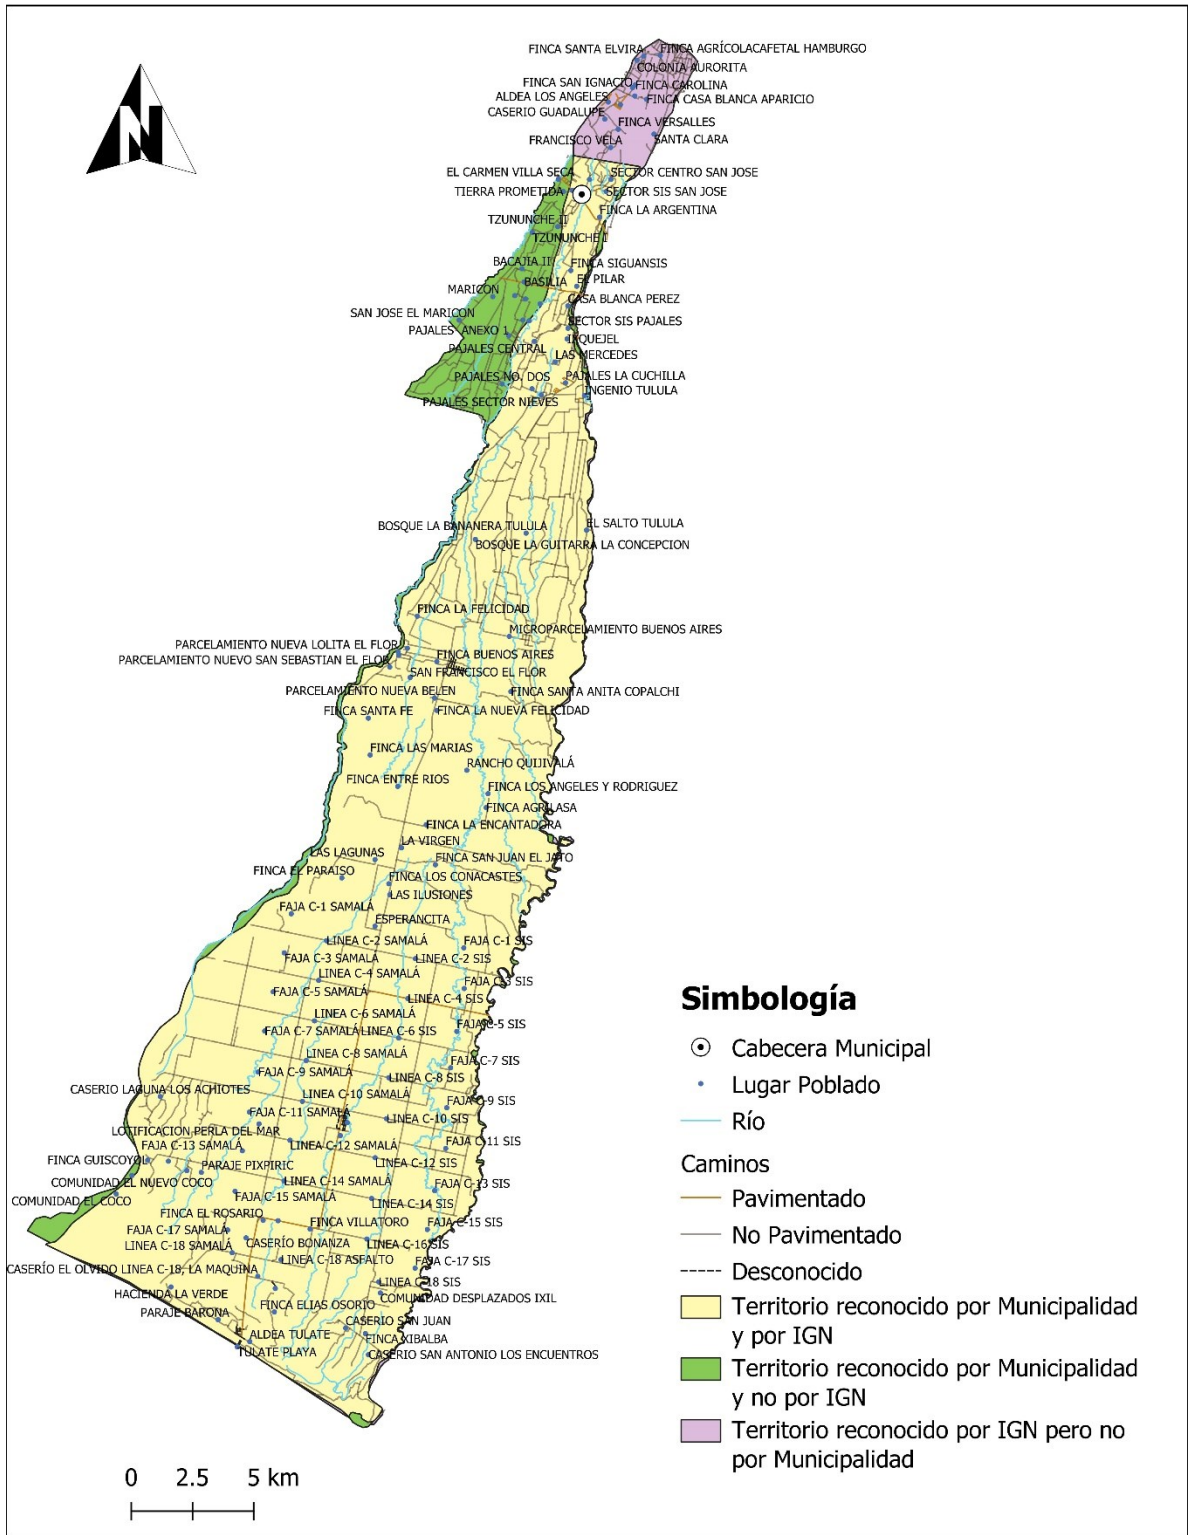 N
FINCA SANTA ELVIRA
FINCA AGRÍCOLACAFETAL HAMBURGO
COLONIA AURORITA
FINCA SAN IGNACIO
FINCA CAROLINA
ALDEA LOS ANGELES
FINCA CASA BLANCA APARICIO
CASERIO GUADALUPE
FINCA VERSALLES
FRANCISCO VELA
SANTA CLARA
EL CARMEN VILLA SECA
SECTOR CENTRO SAN JOSE
TIERRA PROMETIDA
SECTOR SIS SAN JOSE
FINCA LA ARGENTINA
TZUNUNCHE II
TZUNUNCHE I
BACAJIA II
FINCA SIGUANSIS
BASILIA
EL PILAR
MARICON
CASA BLANCA PEREZ
SAN JOSE EL MARICON
SECTOR SIS PAJALES
PAJALES ANEXO 1
IXQUEJEL
PAJALES CENTRAL
LAS MERCEDES
PAJALES NO. DOS
PAJALES LA CUCHILLA
INGENIO TULULA
PAJALES SECTOR NIEVES
BOSQUE LA BANANERA TULULA
EL SALTO TULULA
BOSQUE LA GUITARRA LA CONCEPCION
FINCA LA FELICIDAD
MICROPARCELAMIENTO BUENOS AIRES
PARCELAMIENTO NUEVA LOLITA EL FLOR
FINCA BUENOS AIRES
PARCELAMIENTO NUEVO SAN SEBASTIAN EL FLOR
SAN FRANCISCO EL FLOR
PARCELAMIENTO NUEVA BELEN
FINCA SANTA ANITA COPALCHI
FINCA SANTA FE
FINCA LA NUEVA FELICIDAD
FINCA LAS MARIAS
RANCHO QUIJIVALÁ
FINCA ENTRE RIOS
FINCA LOS ANGELES Y RODRIGUEZ
FINCA AGRILASA
FINCA LA ENCANTADORA
LA VIRGEN
LAS LAGUNAS
FINCA SAN JUAN EL JATO
FINCA EL PARAISO
FINCA LOS CONACASTES
LAS ILUSIONES
FAJA C-1 SAMALÁ
ESPERANCITA
LINEA C-2 SAMALÁ
FAJA C-1 SIS
FAJA C-3 SAMALÁ
LINEA C-2 SIS
LINEA C-4 SAMALÁ
FAJA C-3 SIS
FAJA C-5 SAMALÁ
LINEA C-4 SIS
LINEA C-6 SAMALÁ
FAJA C-5 SIS
FAJA C-7 SAMALÁ
LINEA C-6 SIS
LINEA C-8 SAMALÁ
FAJA C-7 SIS
FAJA C-9 SAMALÁ
LINEA C-8 SIS
CASERIO LAGUNA LOS ACHIOTES
LINEA C-10 SAMALÁ
FAJA C-9 SIS
FAJA C-11 SAMALÁ
LINEA C-10 SIS
LOTIFICACION PERLA DEL MAR
FAJA C-13 SAMALÁ
LINEA C-12 SAMALÁ
FAJA C-11 SIS
FINCA GUISCOYOL
PARAJE PIXPIRIC
LINEA C-12 SIS
COMUNIDAD EL NUEVO COCO
LINEA C-14 SAMALÁ
FAJA C-13 SIS
COMUNIDAD EL COCO
FAJA C-15 SAMALÁ
LINEA C-14 SIS
FINCA EL ROSARIO
FAJA C-17 SAMALÁ
FINCA VILLATORO
FAJA C-15 SIS
LINEA C-18 SAMALÁ
CASERÍO BONANZA
LINEA C-16 SIS
LINEA C-18 ASFALTO
FAJA C-17 SIS
CASERÍO EL OLVIDO LINEA C-18, LA MAQUINA
LINEA C-18 SIS
HACIENDA LA VERDE
COMUNIDAD DESPLAZADOS IXIL
PARAJE BARONA
FINCA ELIAS OSORIO
CASERIO SAN JUAN
ALDEA TULATE
FINCA XIBALBA
TULATE PLAYA
CASERIO SAN ANTONIO LOS ENCUENTROS
Simbología
Cabecera Municipal
Lugar Poblado
Río
Caminos
Pavimentado
No Pavimentado
Desconocido
Territorio reconocido por Municipalidad
y por IGN
Territorio reconocido por Municipalidad
y no por IGN
Territorio reconocido por IGN pero no
por Municipalidad
0 2.5 5 km